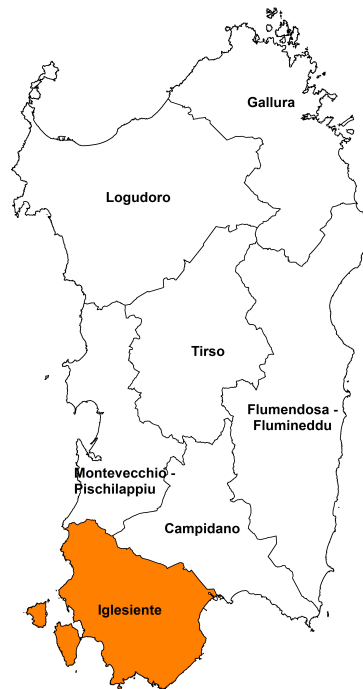 Gallura
Logudoro
Tirso
Flumendosa -
Flumineddu
Montevecchio -
Pischilappiu
Campidano
Iglesiente